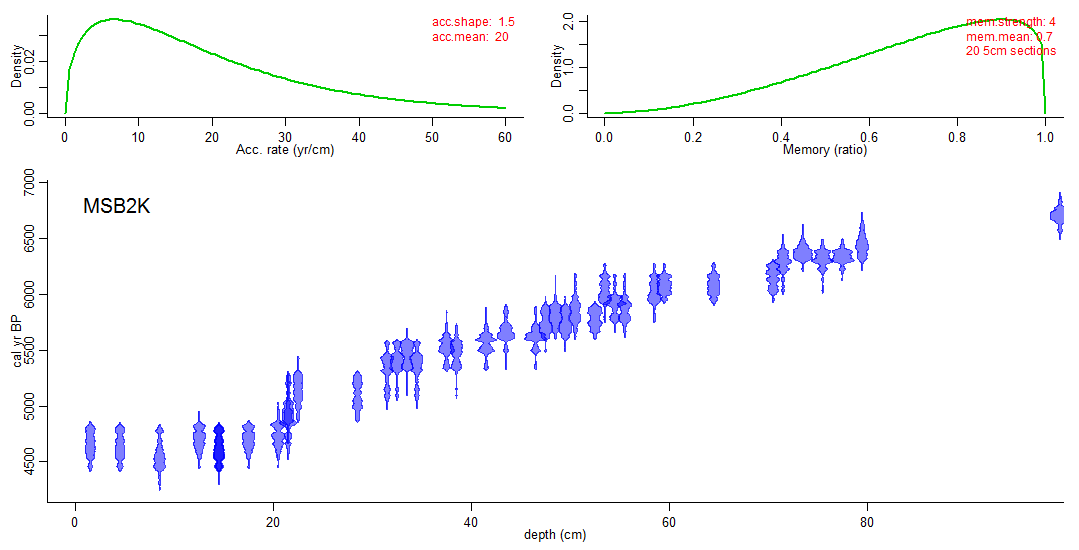 acc.shape: 1.5
acc.mean: 20
Density
0.00
0.02
0
10
20
30
40
50
60
Acc. rate (yr/cm)
mem.strength: 4
mem.mean: 0.7
20 5cm sections
Density
0.0
1.0
2.0
0.0
0.2
0.4
0.6
0.8
1.0
Memory (ratio)
MSB2K
cal yr BP
4500
5000
5500
6000
6500
7000
0
20
40
60
80
depth (cm)